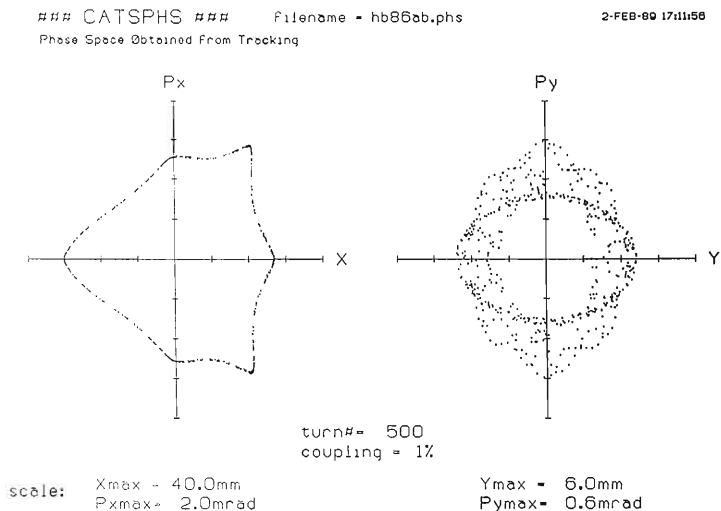 ### CATSPHS ### Filename = hb86ab.phs 2-FEB-89 17:11:56
Phase Space Obtained From Tracking
Px Py
X Y
turn#= 500
coupling = 1%
scale: Xmax = 40.0mm Ymax = 6.0mm
Pxmax= 2.0mrad Pymax= 0.6mrad